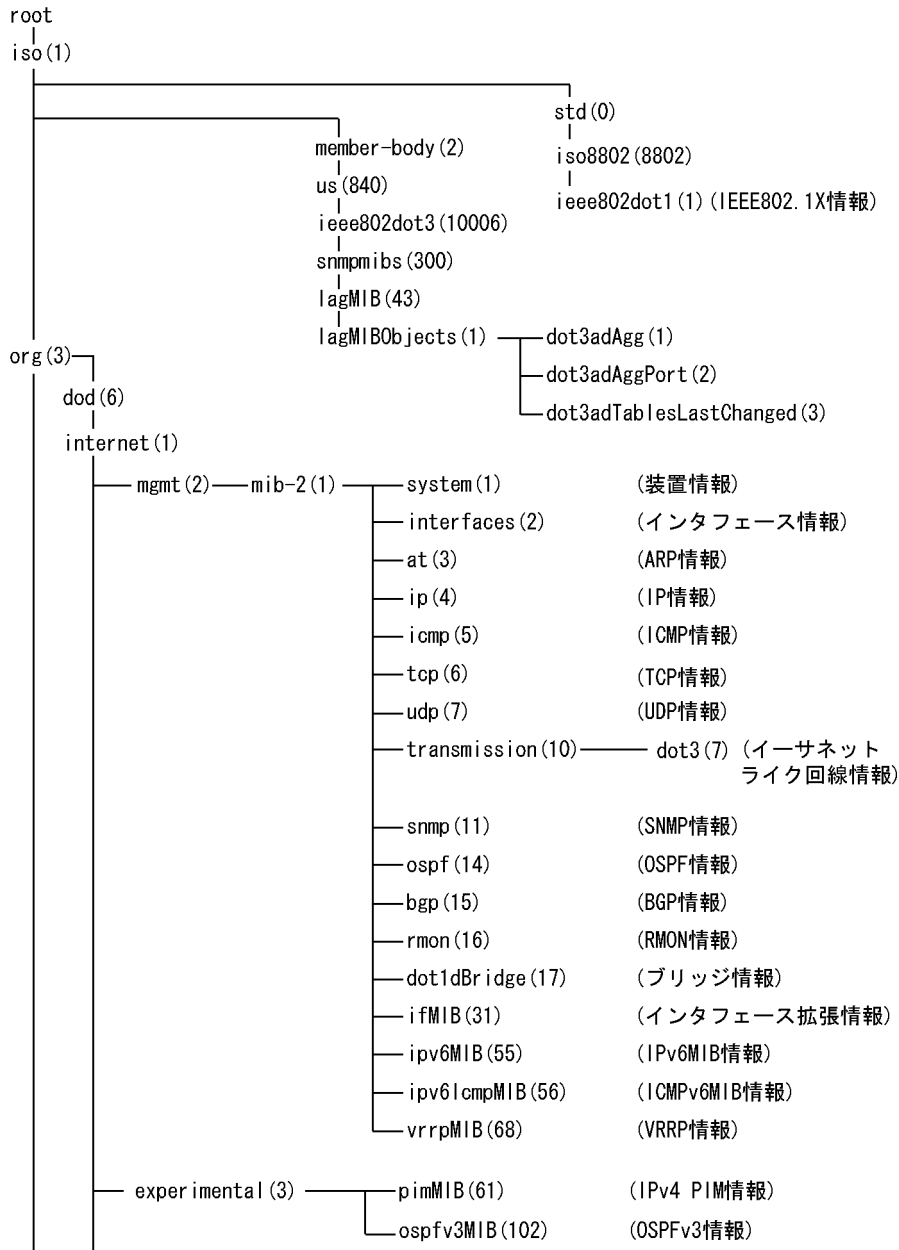 root
iso(1)
std(0)
member-body(2)
iso8802(8802)
us(840)
ieee802dot1(1)(IEEE802.1X情報)
ieee802dot3(10006)
snmpmibs(300)
lagMIB(43)
lagMIBObjects(1)
dot3adAgg(1)
org(3)
dot3adAggPort(2)
dod(6)
dot3adTablesLastChanged(3)
internet(1)
mgmt(2) mib-2(1) system(1) (装置情報)
interfaces(2) (インタフェース情報)
at(3) (ARP情報)
ip(4) (IP情報)
icmp(5) (ICMP情報)
tcp(6) (TCP情報)
udp(7) (UDP情報)
transmission(10) dot3(7) (イーサネット
ライク回線情報)
snmp(11) (SNMP情報)
ospf(14) (OSPF情報)
bgp(15) (BGP情報)
rmon(16) (RMON情報)
dot1dBridge(17) (ブリッジ情報)
ifMIB(31) (インタフェース拡張情報)
ipv6MIB(55) (IPv6MIB情報)
ipv6IcmpMIB(56) (ICMPv6MIB情報)
vrrpMIB(68) (VRRP情報)
experimental(3) pimMIB(61) (IPv4 PIM情報)
ospfv3MIB(102) (OSPFv3情報)